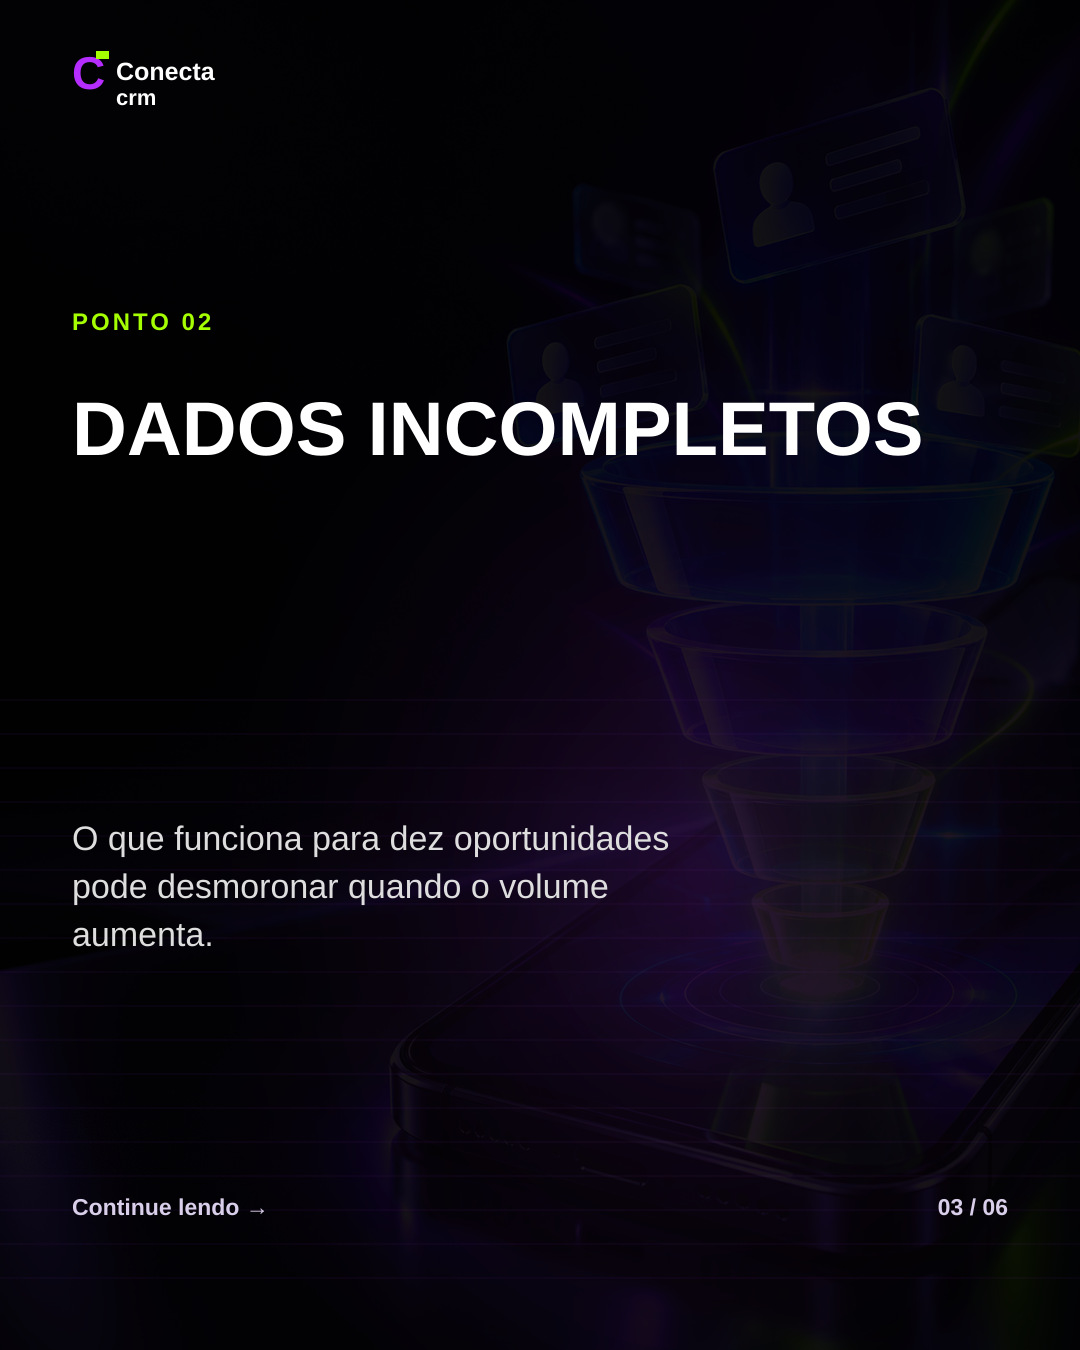 Conecta
crm
PONTO 02
DADOS INCOMPLETOS
O que funciona para dez oportunidades
pode desmoronar quando o volume
aumenta.
Continue lendo →
03 / 06